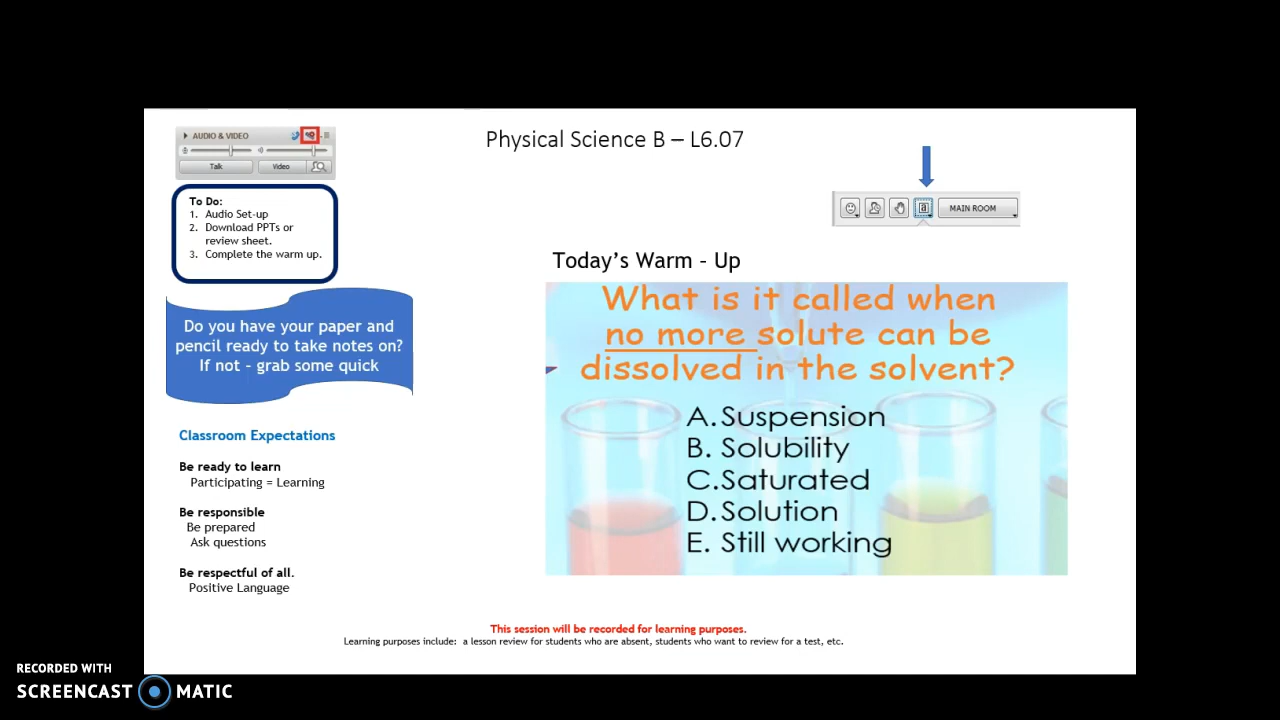 Physical Science B – L6.07
AUDIO & VIDEO
Talk
Video
To Do:
1. Audio Set-up
2. Download PPTs or
review sheet.
3. Complete the warm up.
Do you have your paper and
pencil ready to take notes on?
If not - grab some quick
Classroom Expectations
Be ready to learn
Participating = Learning
Be responsible
Be prepared
Ask questions
Be respectful of all.
Positive Language
a
MAIN ROOM
Today's Warm - Up
What is it called when
no more solute can be
dissolved in the solvent?
A. Suspension
B. Solubility
C. Saturated
D. Solution
E. Still working
This session will be recorded for learning purposes.
Learning purposes include: a lesson review for students who are absent, students who want to review for a test, etc.
RECORDED WITH
SCREENCAST MATIC